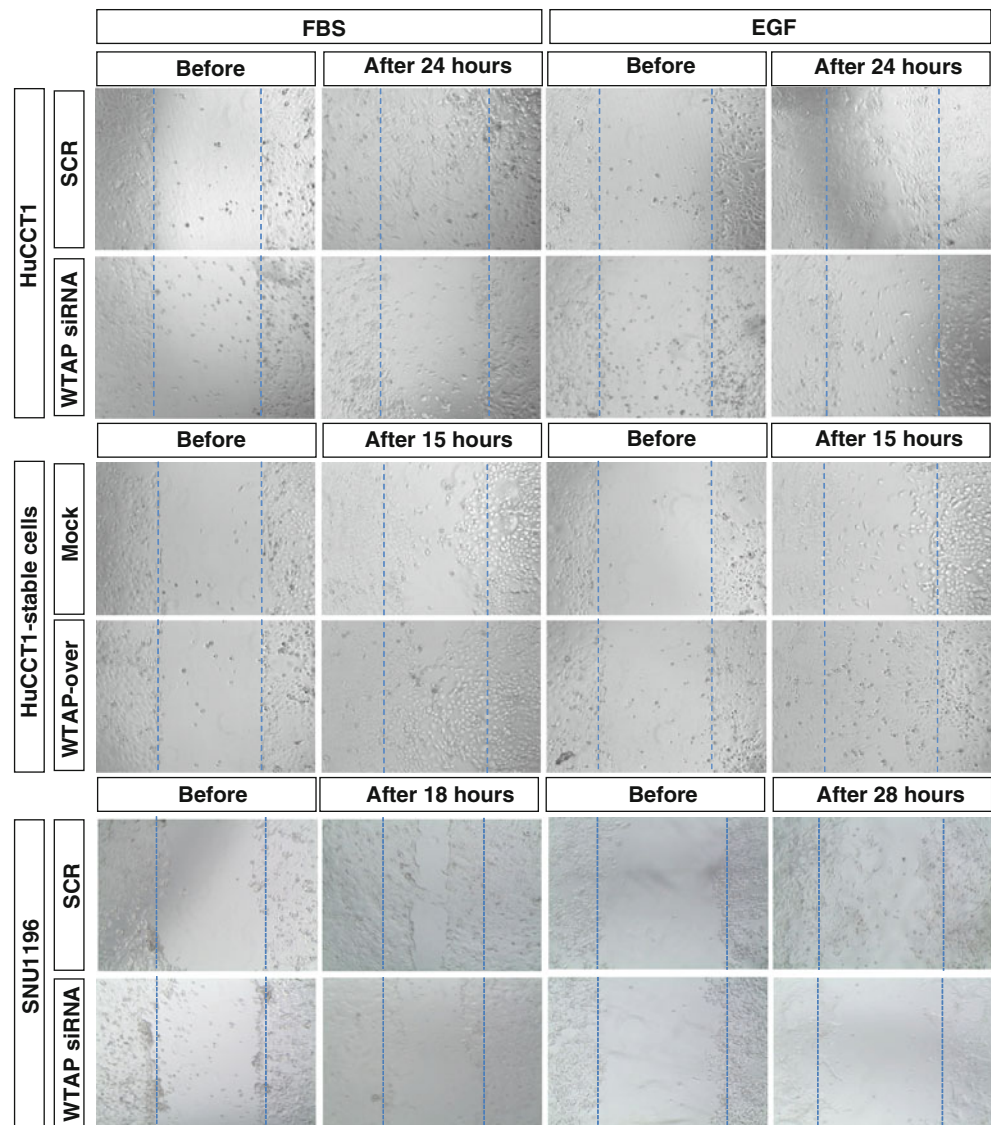 FBS EGF
Before After 24 hours Before After 24 hours
HuCCT1
SCR
WTAP siRNA
Before After 15 hours Before After 15 hours
HuCCT1-stable cells
Mock
WTAP-over
Before After 18 hours Before After 28 hours
SNU1196
SCR
WTAP siRNA